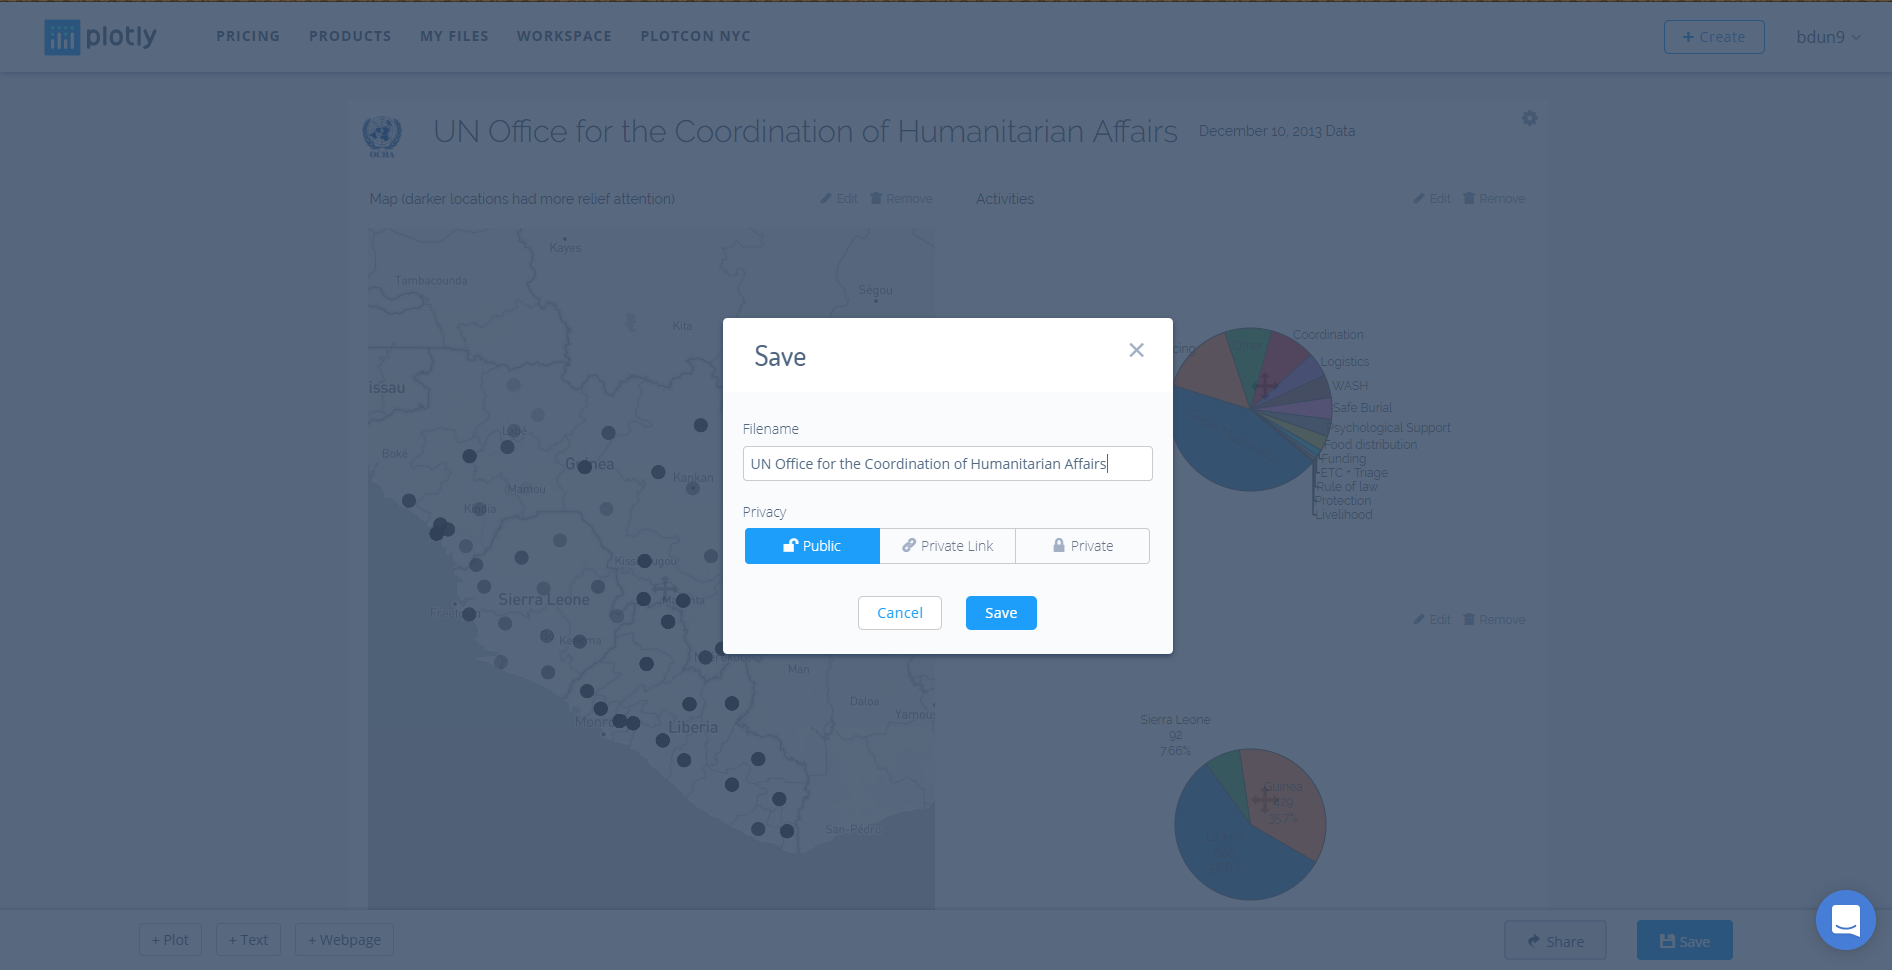 plotly
PRICING
PRODUCTS
MY FILES
WORKSPACE
PLOTCON NYC
+ Create
bdun9
OCHA
UN Office for the Coordination of Humanitarian Affairs
December 10, 2013 Data
Map (darker locations had more relief attention)
Edit
Remove
Activities
Edit
Remove
Kayes
Tambacounda
Ségou
Kita
issau
Labé
Boké
Guinea
Kankan
Mamou
Kindia
Sierra Leone
Kenema
Man
Daloa
Liberia
San-Pedro
Coordination
Logistics
WASH
Safe Burial
Psychological Support
Food distribution
Funding
ETC + Triage
Rule of law
Protection
Livelihood
Save
Filename
UN Office for the Coordination of Humanitarian Affairs
Privacy
Public
Private Link
Private
Cancel
Save
Edit
Remove
Sierra Leone
92
7.66%
Guinea
429
35.7%
+ Plot
+ Text
+ Webpage
Share
Save